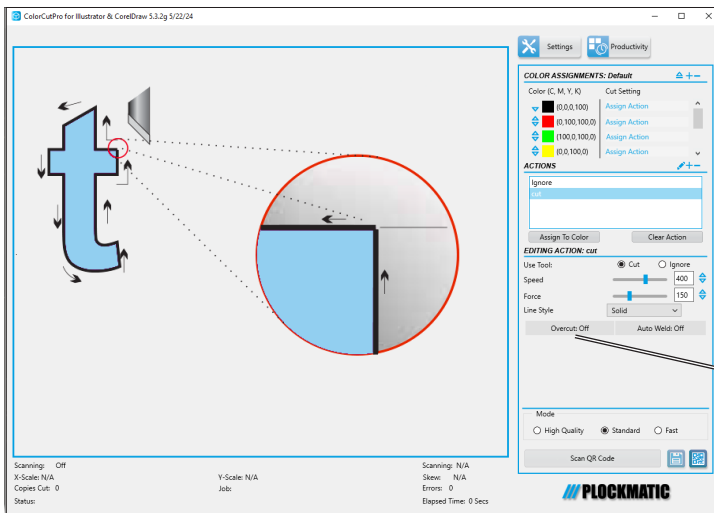 ColorCutPro for Illustrator & CorelDraw 5.3.2g 5/22/24
Settings
Productivity
COLOR ASSIGNMENTS: Default
Color (C, M, Y, K) Cut Setting
(0,0,0,100) Assign Action
(0,100,100,0) Assign Action
(100,0,100,0) Assign Action
(0,0,100,0) Assign Action
ACTIONS
Ignore
cut
Assign To Color Clear Action
EDITING ACTION: cut
Use Tool: Cut Ignore
Speed 400
Force 150
Line Style Solid
Overcut: Off Auto Weld: Off
Mode
High Quality Standard Fast
Scan QR Code
PLOCKMATIC
Scanning: Off Scanning: N/A
X-Scale: N/A Y-Scale: N/A Skew: N/A
Copies Cut: 0 Job: Errors: 0
Status: Elapsed Time: 0 Secs
t